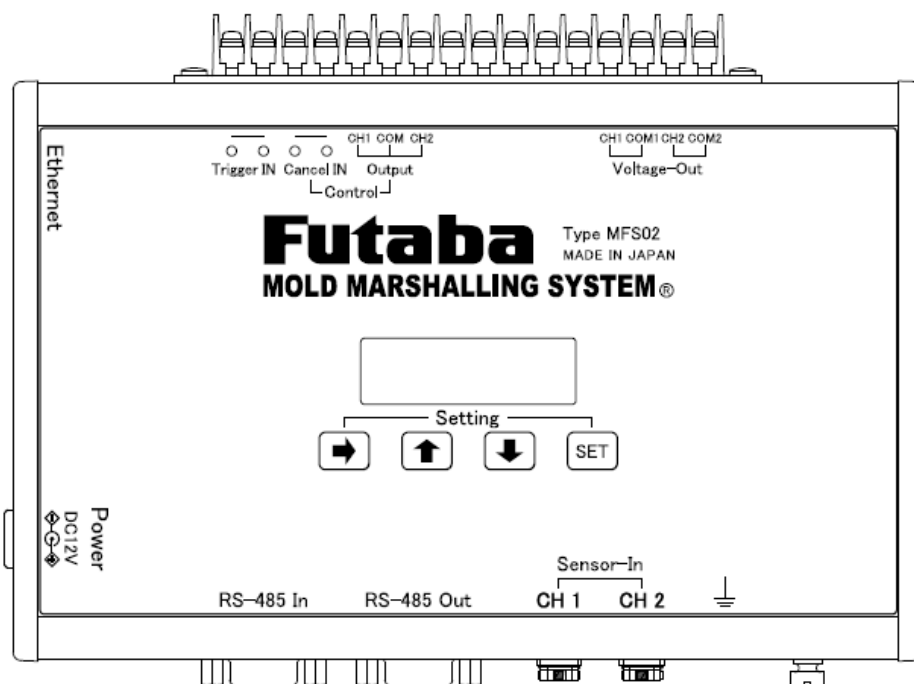 CH1 COM CH2
CH1 COM1 CH2 COM2
Trigger IN Cancel IN Output
Voltage-Out
Control
Ethernet
Futaba
Type MFS02
MADE IN JAPAN
MOLD MARSHALLING SYSTEM®
Setting
SET
Power
DC12V
Sensor-In
RS-485 In RS-485 Out CH 1 CH 2